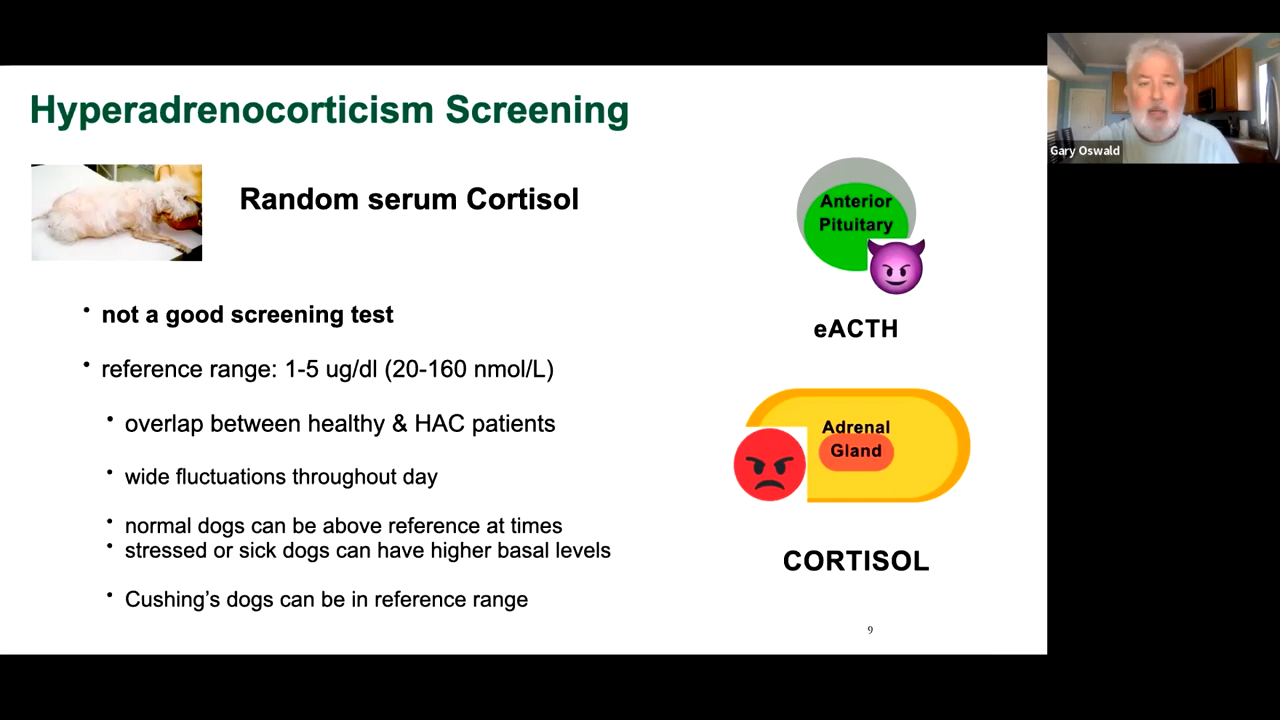 Hyperadrenocorticism Screening
Random serum Cortisol
• not a good screening test
• reference range: 1-5 ug/dl (20-160 nmol/L)
• overlap between healthy & HAC patients
• wide fluctuations throughout day
• normal dogs can be above reference at times
• stressed or sick dogs can have higher basal levels
• Cushing’s dogs can be in reference range
Anterior
Pituitary
eACTH
Adrenal
Gland
CORTISOL
9
Gary Oswald